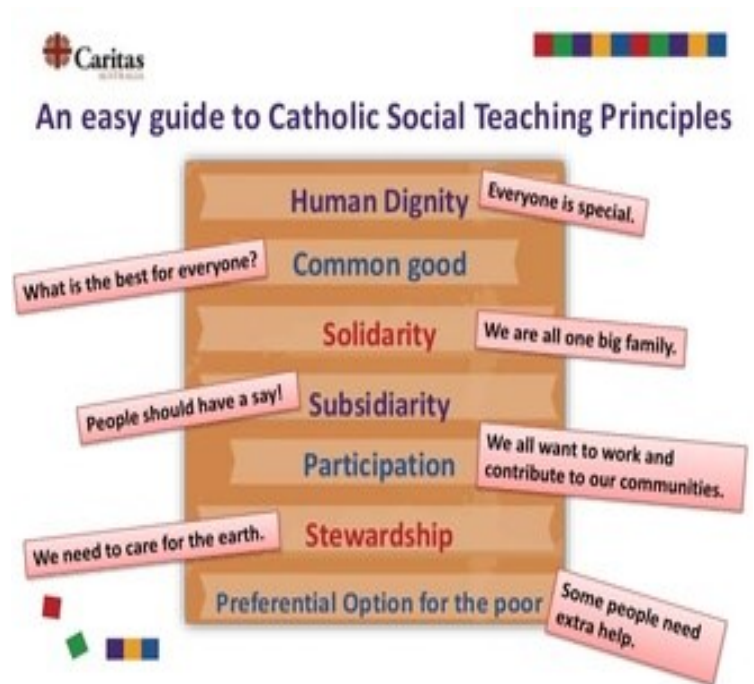 Caritas
AUSTRALIA
An easy guide to Catholic Social Teaching Principles
Human Dignity
Everyone is special.
What is the best for everyone?
Common good
Solidarity
We are all one big family.
People should have a say!
Subsidiarity
Participation
We all want to work and
contribute to our communities.
We need to care for the earth.
Stewardship
Preferential Option for the poor
Some people need
extra help.